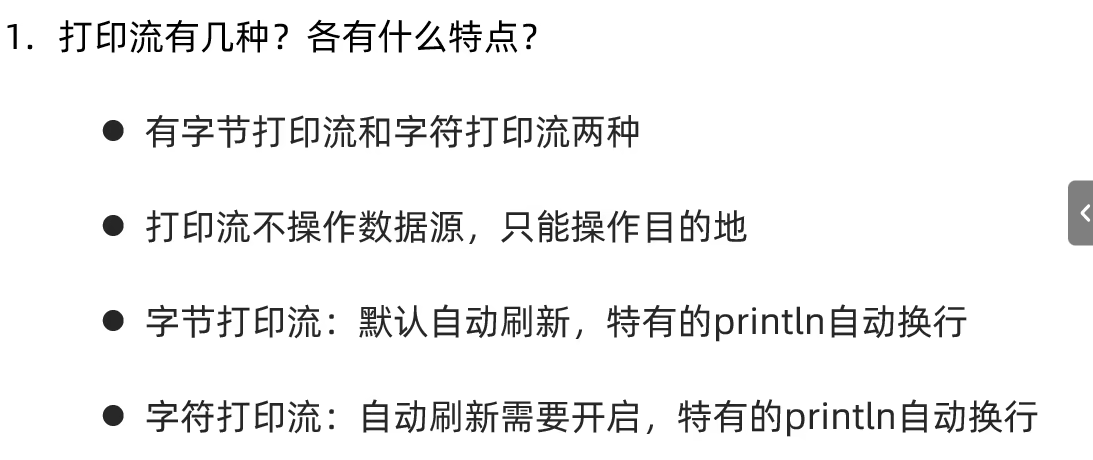 1. 打印流有几种？各有什么特点？
● 有字节打印流和字符打印流两种
● 打印流不操作数据源，只能操作目的地
● 字节打印流：默认自动刷新，特有的println自动换行
● 字符打印流：自动刷新需要开启，特有的println自动换行